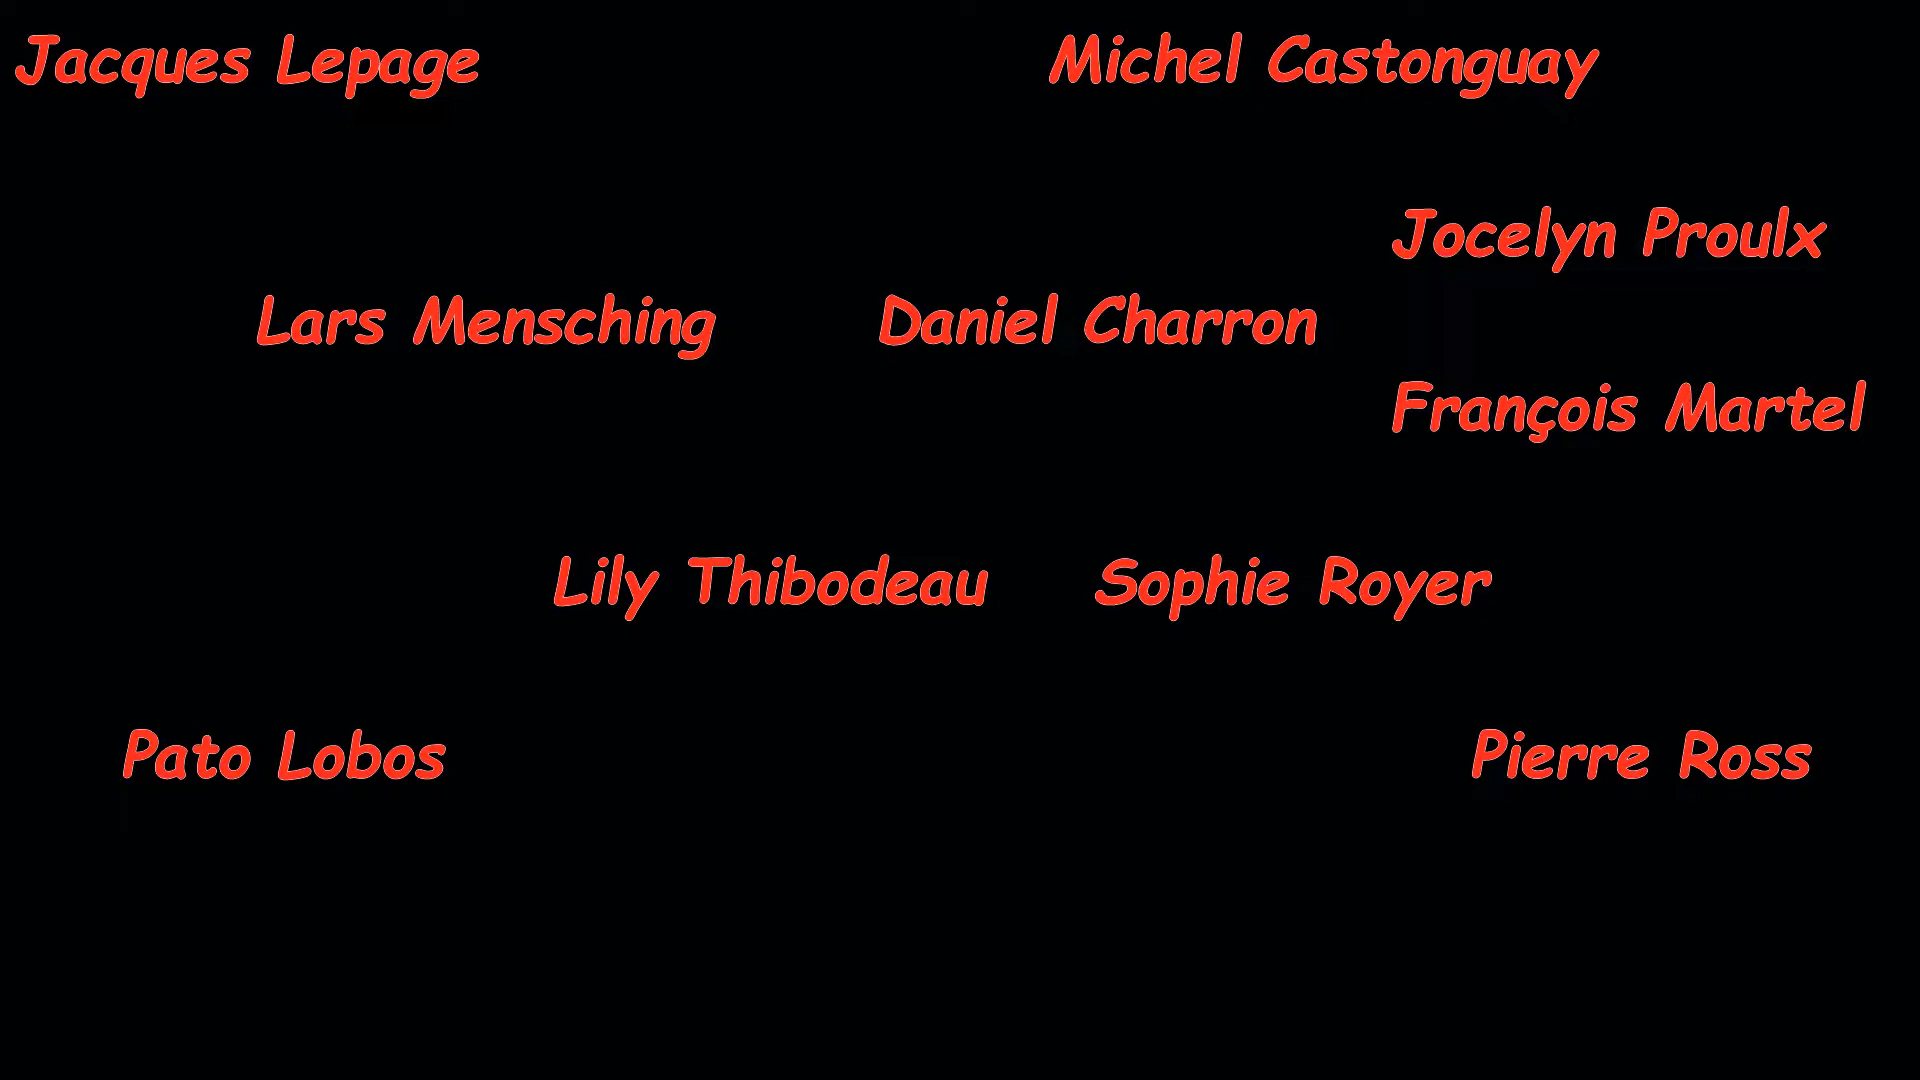 Jacques Lepage
Michel Castonguay
Jocelyn Proulx
Lars Mensching
Daniel Charron
François Martel
Lily Thibodeau
Sophie Royer
Pato Lobos
Pierre Ross